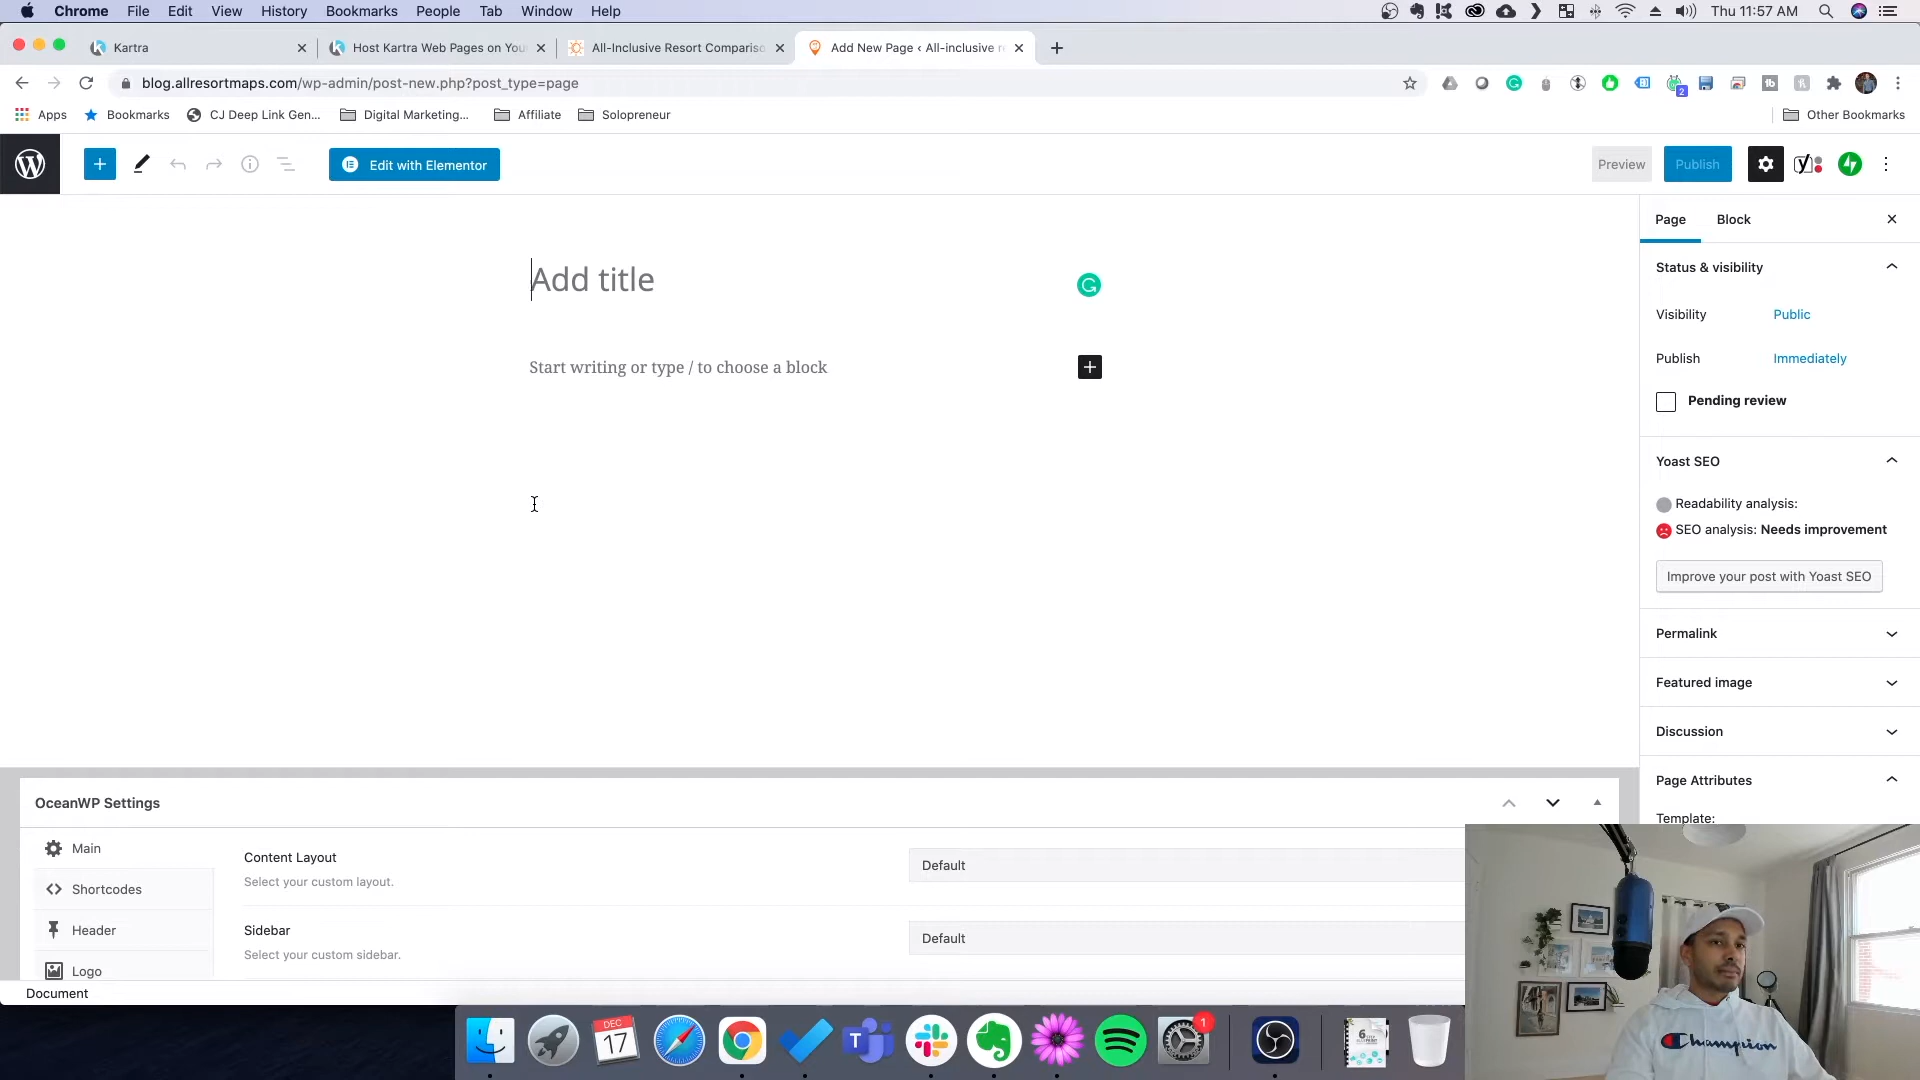 Chrome File Edit View History Bookmarks People Tab Window Help Thu 11:57 AM
Kartra Host Kartra Web Pages on You All-Inclusive Resort Compariso Add New Page ‹ All-inclusive r
blog.allresortmaps.com/wp-admin/post-new.php?post_type=page
2
Apps Bookmarks CJ Deep Link Gen... Digital Marketing... Affiliate Solopreneur Other Bookmarks
Edit with Elementor Preview Publish
Page Block
Add title
Start writing or type / to choose a block
Status & visibility
Visibility Public
Publish Immediately
Pending review
Yoast SEO
Readability analysis:
SEO analysis: Needs improvement
Improve your post with Yoast SEO
Permalink
Featured image
Discussion
Page Attributes
Template:
OceanWP Settings
Main
Shortcodes
Header
Logo
Content Layout
Select your custom layout.
Default
Sidebar
Select your custom sidebar.
Default
Document
DEC
17
1
Champion